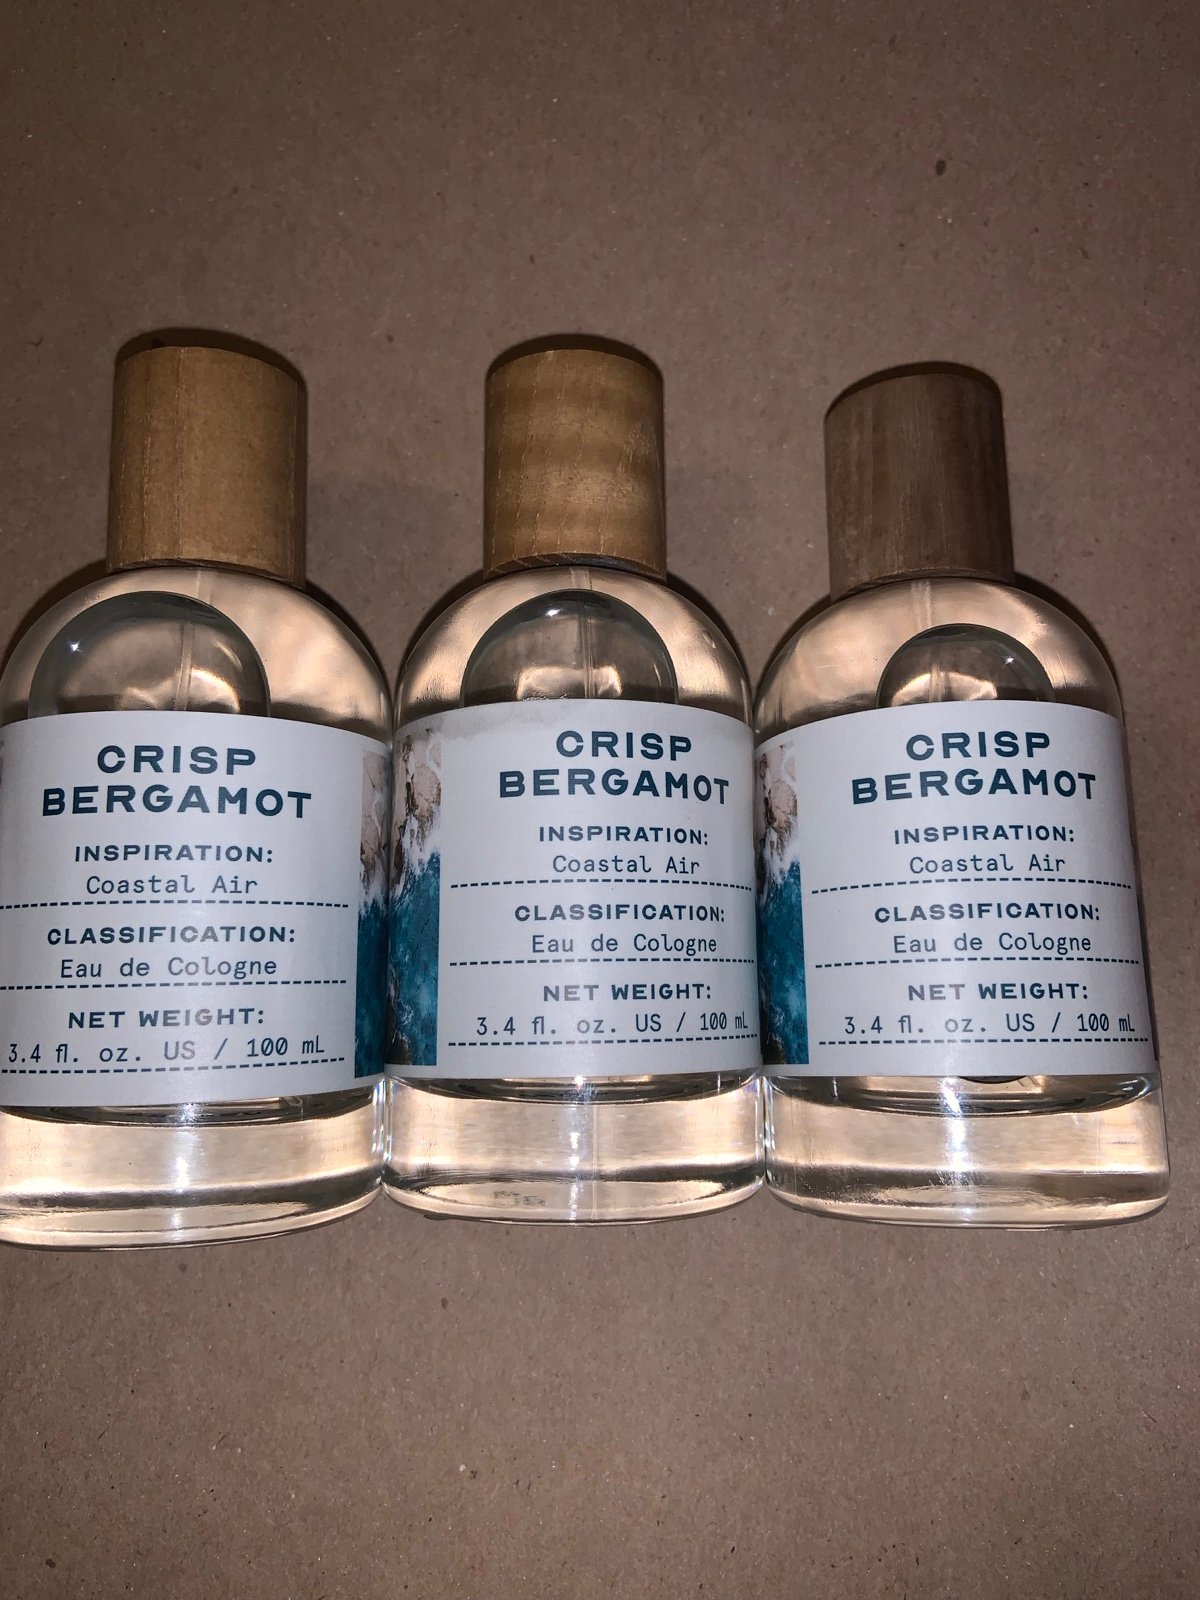 CRISP
BERGAMOT
INSPIRATION:
Coastal Air
CLASSIFICATION:
Eau de Cologne
NET WEIGHT:
3.4 fl. oz. US / 100 mL
CRISP
BERGAMOT
INSPIRATION:
Coastal Air
CLASSIFICATION:
Eau de Cologne
NET WEIGHT:
3.4 fl. oz. US / 100 mL
CRISP
BERGAMOT
INSPIRATION:
Coastal Air
CLASSIFICATION:
Eau de Cologne
NET WEIGHT:
3.4 fl. oz. US / 100 mL